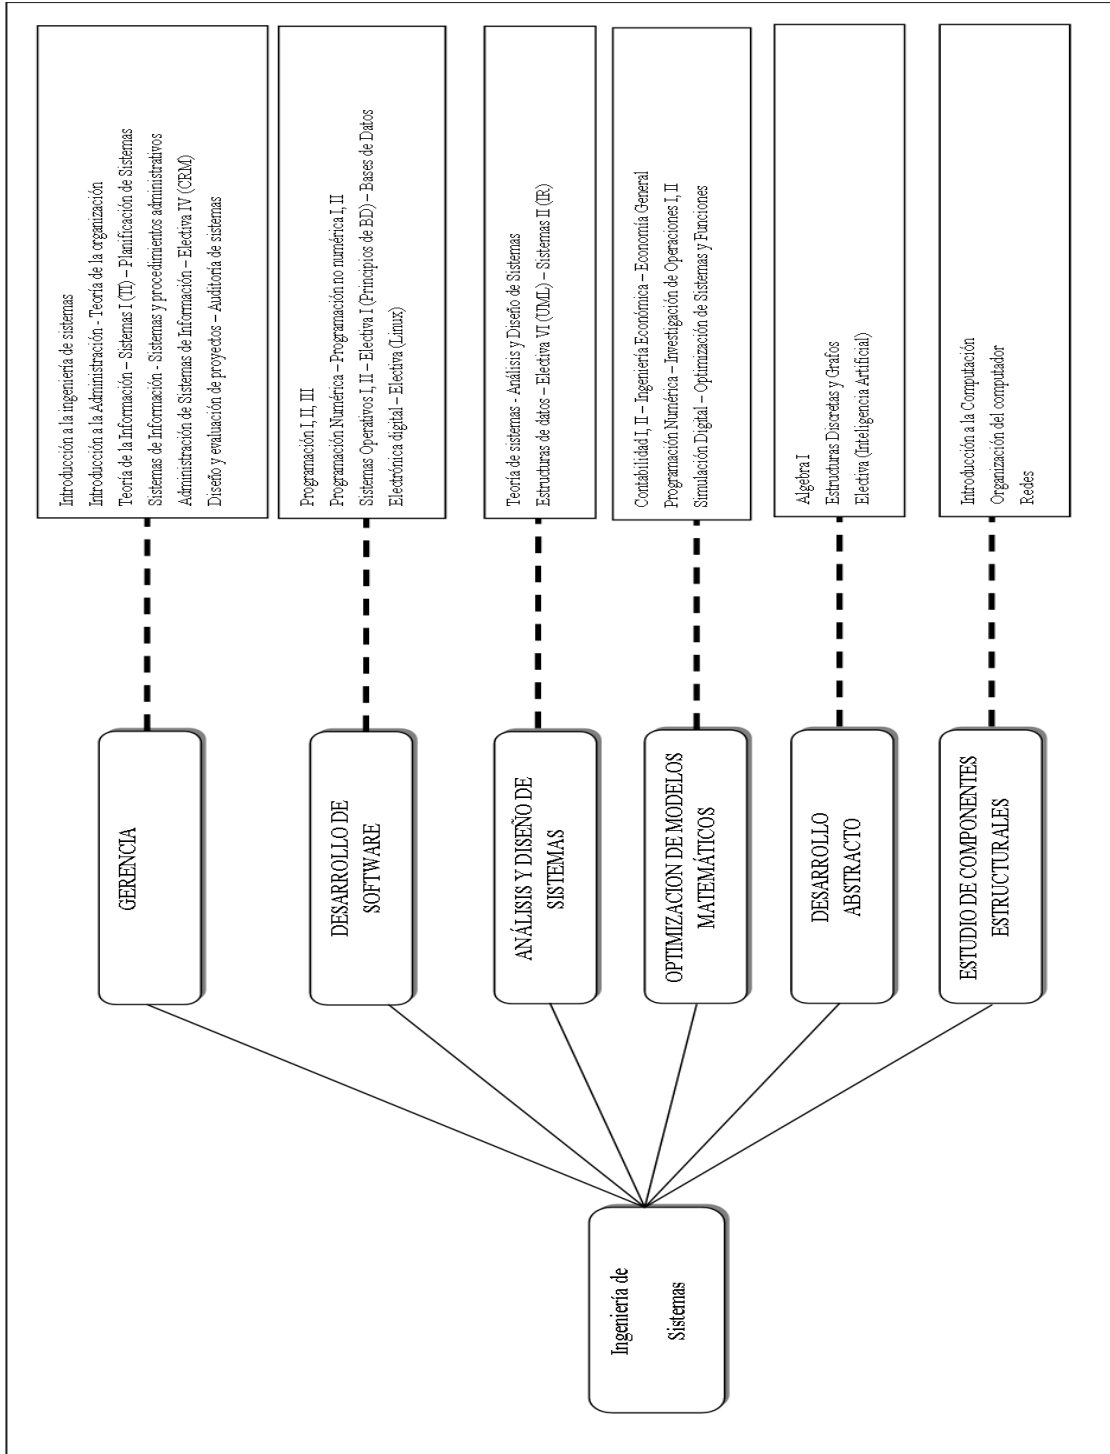 Ingeniería de
Sistemas
GERENCIA
Introducción a la ingeniería de sistemas
Introducción a la Administración - Teoría de la organización
Teoría de la Información – Sistemas I (TI) – Planificación de Sistemas
Sistemas de Información - Sistemas y procedimientos administrativos
Administración de Sistemas de Información – Electiva IV (CRM)
Diseño y evaluación de proyectos – Auditoría de sistemas
DESARROLLO DE
SOFTWARE
Programación I, II, III
Programación Numérica – Programación no numérica I, II
Sistemas Operativos I, II – Electiva I (Principios de BD) – Bases de Datos
Electrónica digital – Electiva (Linux)
ANÁLISIS Y DISEÑO DE
SISTEMAS
Teoría de sistemas - Análisis y Diseño de Sistemas
Estructuras de datos – Electiva VI (UML) – Sistemas II (IR)
OPTIMIZACION DE MODELOS
MATEMÁTICOS
Contabilidad I, II – Ingeniería Económica – Economía General
Programación Numérica – Investigación de Operaciones I, II
Simulación Digital – Optimización de Sistemas y Funciones
DESARROLLO
ABSTRACTO
Algebra I
Estructuras Discretas y Grafos
Electiva (Inteligencia Artificial)
ESTUDIO DE COMPONENTES
ESTRUCTURALES
Introducción a la Computación
Organización del computador
Redes